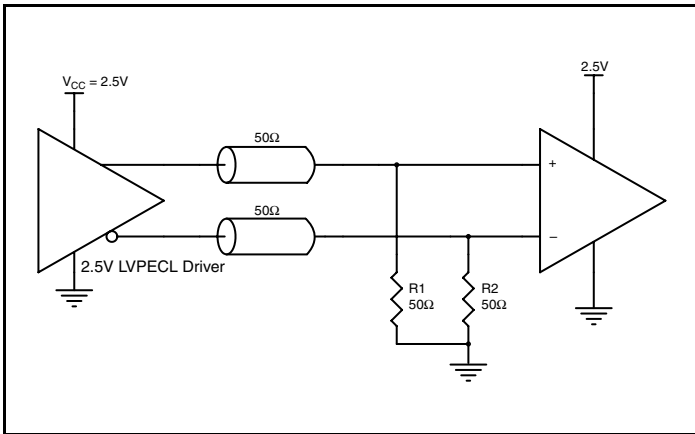 V_CC = 2.5V
2.5V
50Ω
50Ω
+
−
2.5V LVPECL Driver
R1
50Ω
R2
50Ω